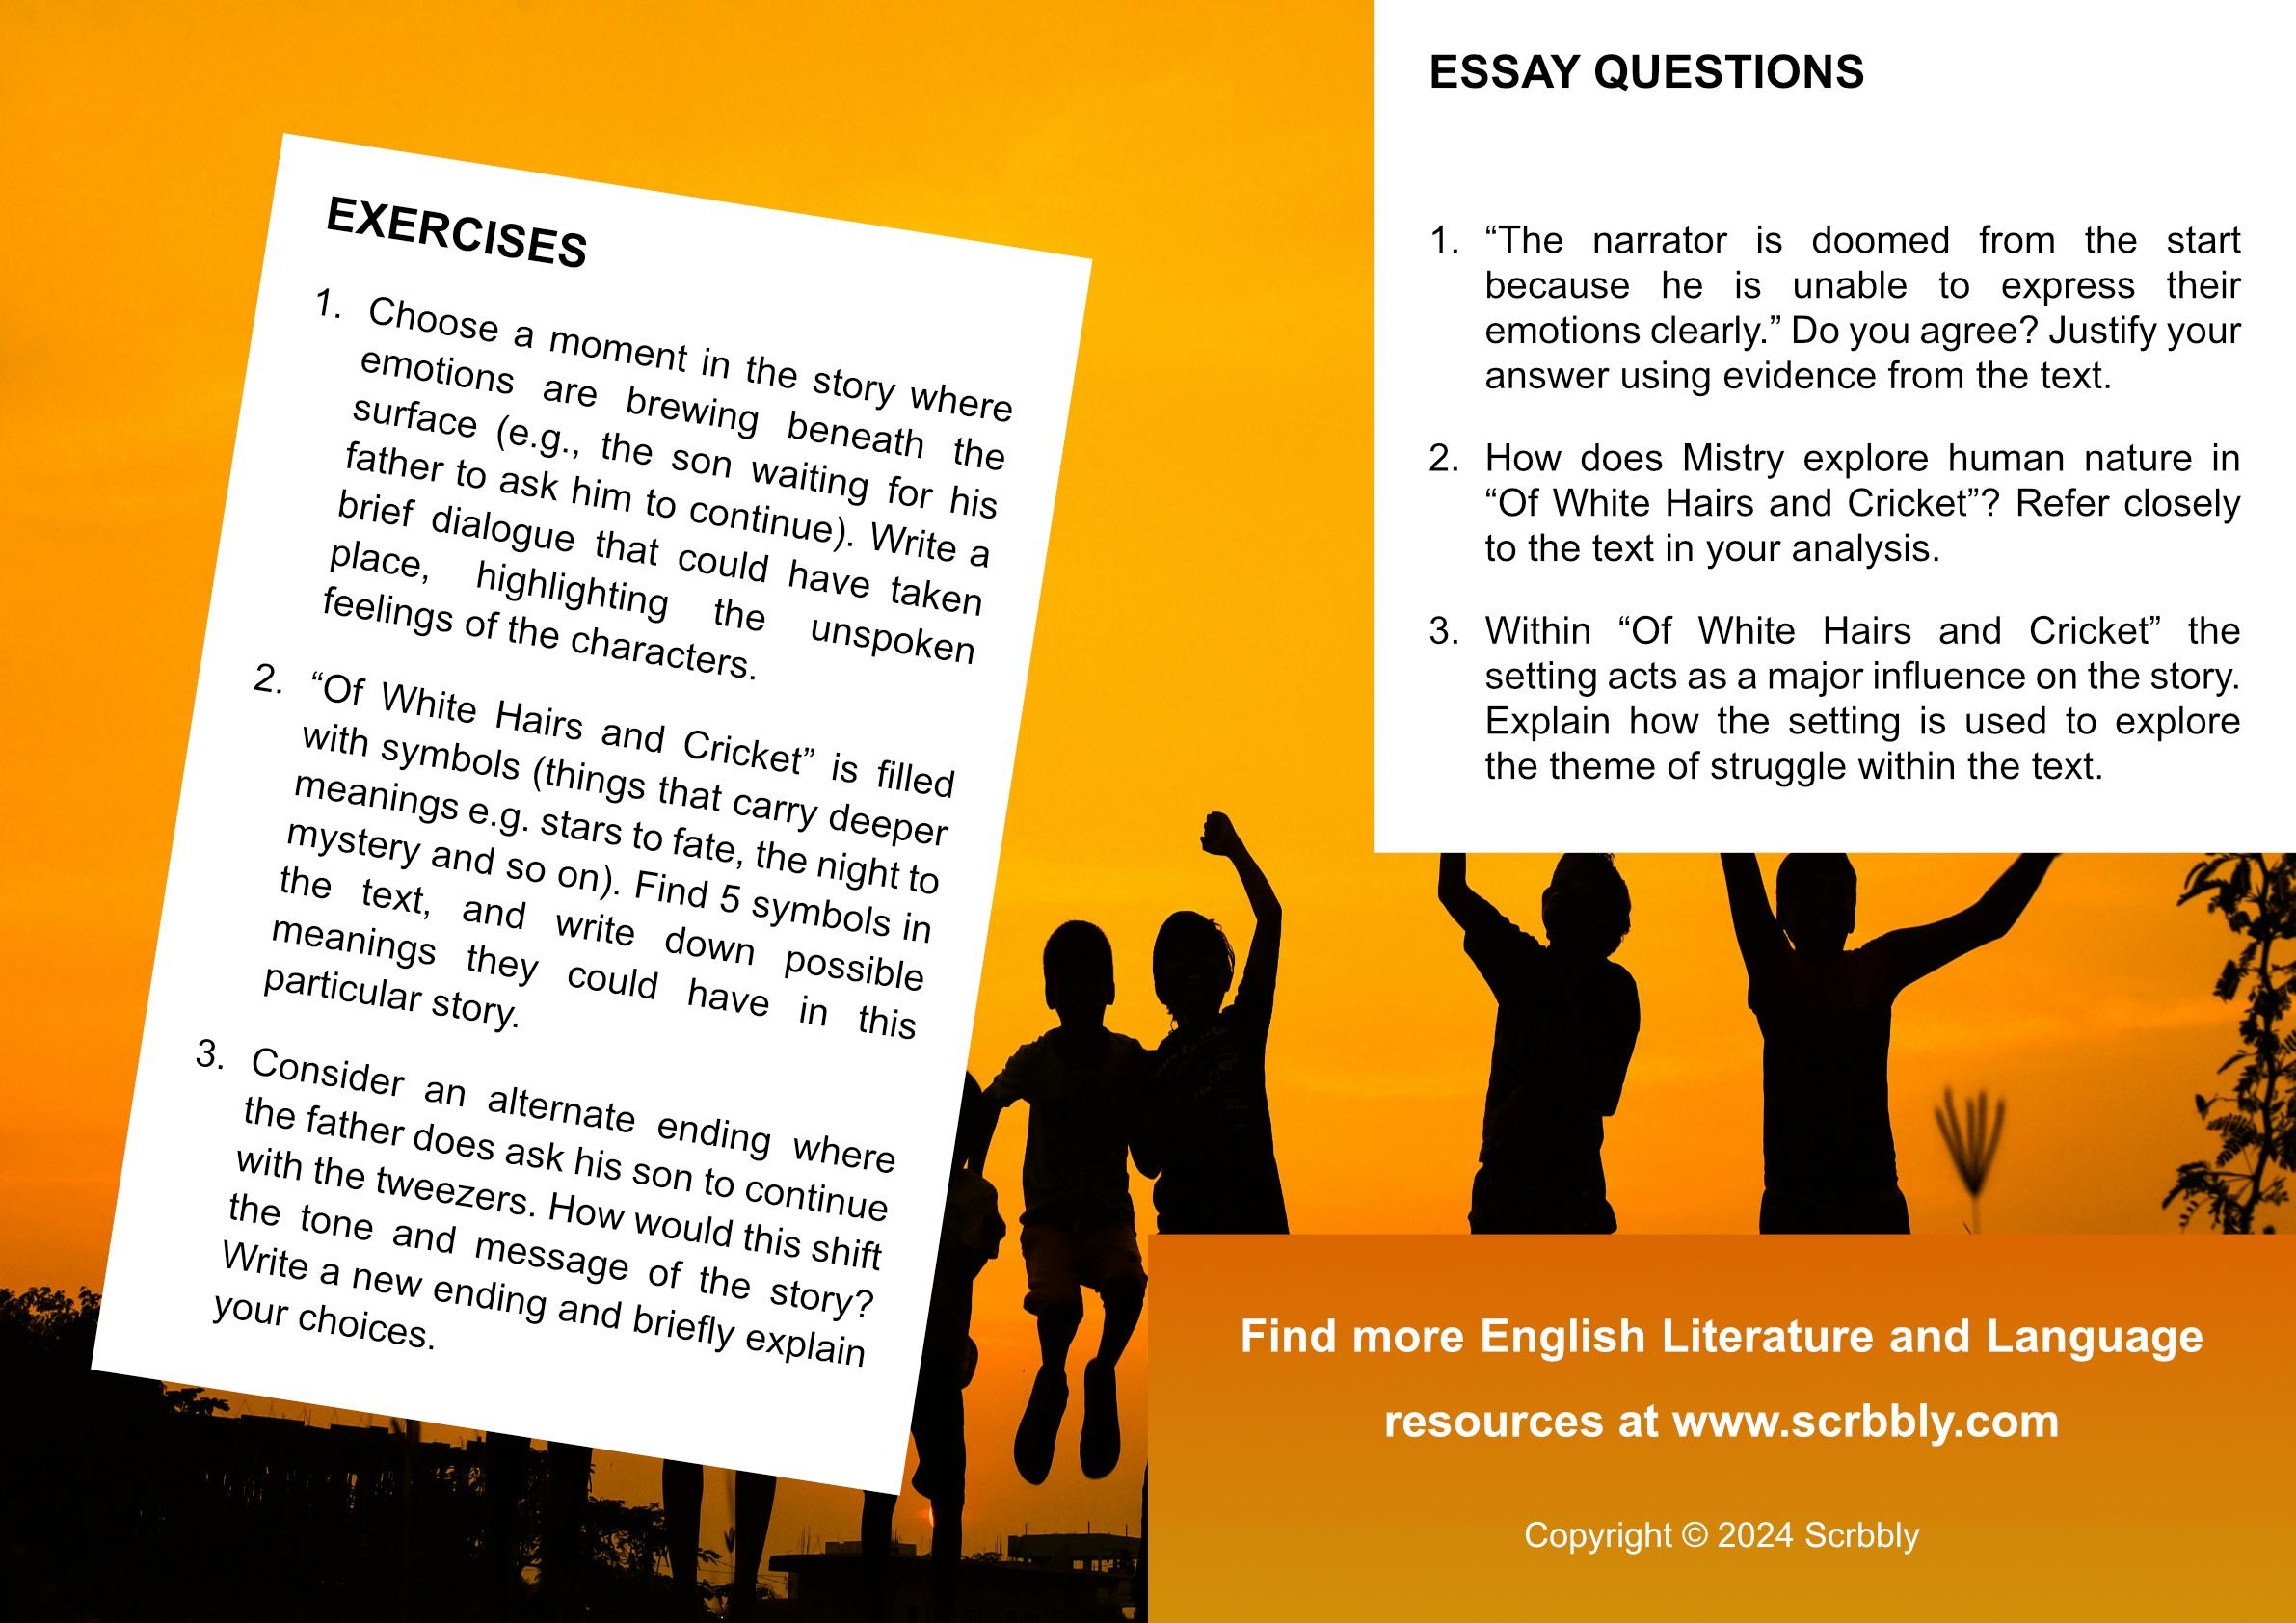 EXERCISES
1. Choose a moment in the story where
emotions are brewing beneath the
surface (e.g., the son waiting for his
father to ask him to continue). Write a
brief dialogue that could have taken
place, highlighting the unspoken
feelings of the characters.
2. “Of White Hairs and Cricket” is filled
with symbols (things that carry deeper
meanings e.g. stars to fate, the night to
mystery and so on). Find 5 symbols in
the text, and write down possible
meanings they could have in this
particular story.
3. Consider an alternate ending where
the father does ask his son to continue
with the tweezers. How would this shift
the tone and message of the story?
Write a new ending and briefly explain
your choices.
ESSAY QUESTIONS
1. “The narrator is doomed from the start
because he is unable to express their
emotions clearly.” Do you agree? Justify your
answer using evidence from the text.
2. How does Mistry explore human nature in
“Of White Hairs and Cricket”? Refer closely
to the text in your analysis.
3. Within “Of White Hairs and Cricket” the
setting acts as a major influence on the story.
Explain how the setting is used to explore
the theme of struggle within the text.
Find more English Literature and Language
resources at www.scrbbly.com
Copyright © 2024 Scrbbly